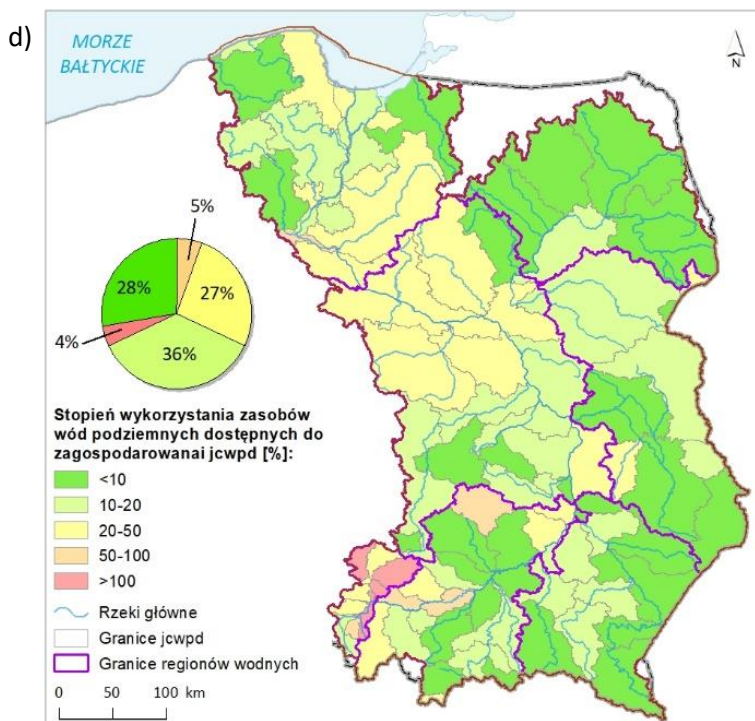 d)
MORZE
BAŁTYCKIE
N
5%
28%
27%
4%
36%
Stopień wykorzystania zasobów
wód podziemnych dostępnych do
zagospodarowanai jcwpd [%]:
<10
10-20
20-50
50-100
>100
Rzeki główne
Granice jcwpd
Granice regionów wodnych
0 50 100 km